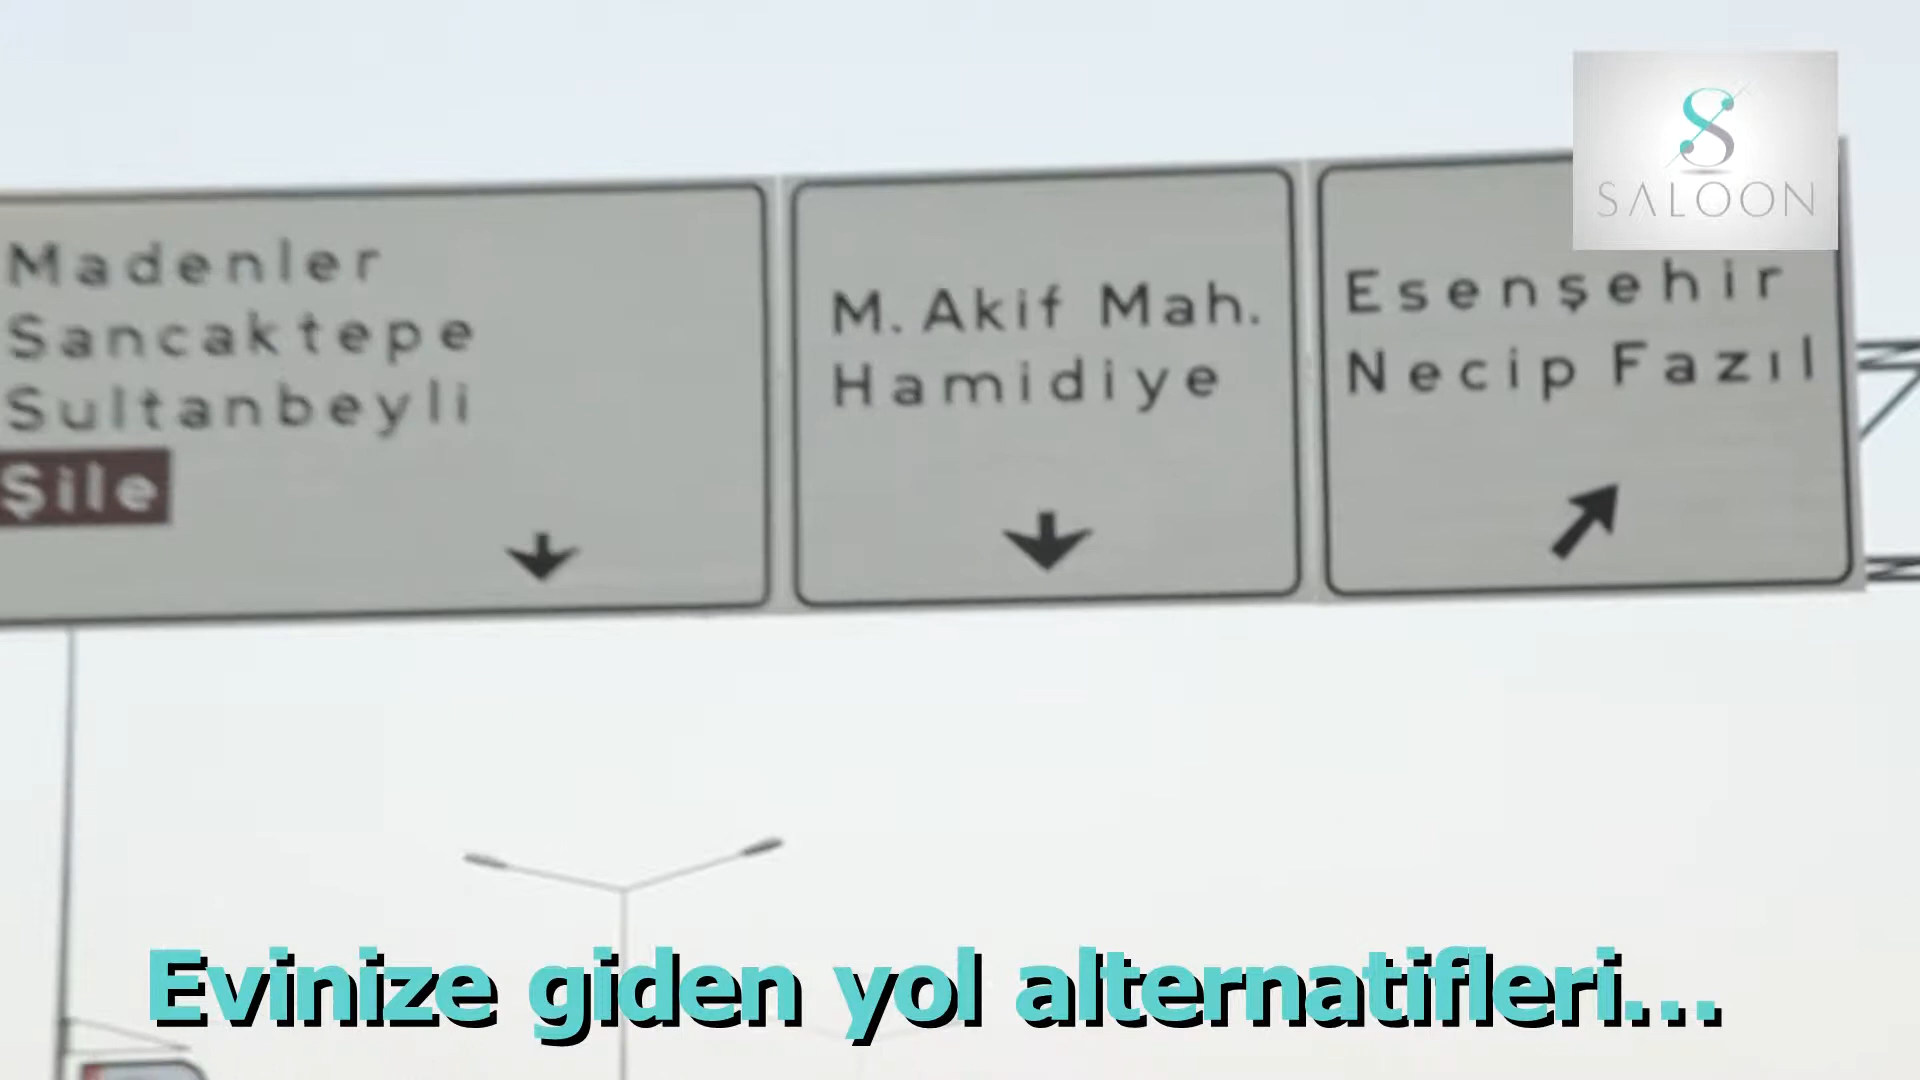 SALOON
Madenler
Sancaktepe
Sultanbeyli
Şile
M. Akif Mah.
Hamidiye
Esenşehir
Necip Fazıl
Evinize giden yol alternatifleri...